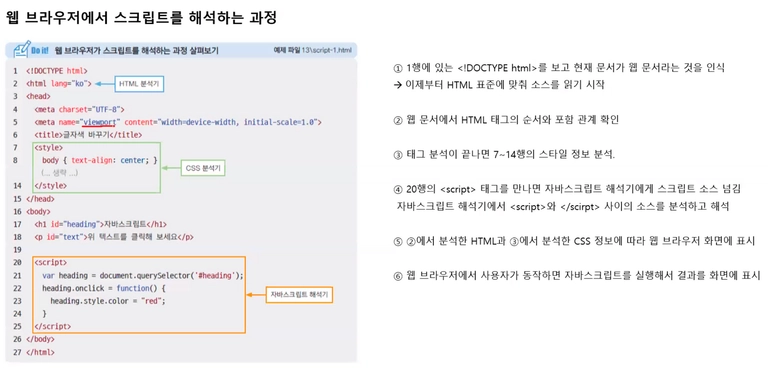 웹 브라우저에서 스크립트를 해석하는 과정
Do it! 웹 브라우저가 스크립트를 해석하는 과정 살펴보기 예제 파일 13\script-1.html
1 <!DOCTYPE html>
2 <html lang="ko"> HTML 분석기
3 <head>
4 <meta charset="UTF-8">
5 <meta name="viewport" content="width=device-width, initial-scale=1.0">
6 <title>글자색 바꾸기</title>
7 <style>
8 body { text-align: center; }
(... 생략 ...)
CSS 분석기
14 </style>
15 </head>
16 <body>
17 <h1 id="heading">자바스크립트</h1>
18 <p id="text">위 텍스트를 클릭해 보세요</p>
19
20 <script>
21 var heading = document.querySelector('#heading');
22 heading.onclick = function() {
23 heading.style.color = "red";
24 }
자바스크립트 해석기
25 </script>
26 </body>
27 </html>
① 1행에 있는 <!DOCTYPE html>를 보고 현재 문서가 웹 문서라는 것을 인식
→ 이제부터 HTML 표준에 맞춰 소스를 읽기 시작
② 웹 문서에서 HTML 태그의 순서와 포함 관계 확인
③ 태그 분석이 끝나면 7~14행의 스타일 정보 분석.
④ 20행의 <script> 태그를 만나면 자바스크립트 해석기에게 스크립트 소스 넘김
자바스크립트 해석기에서 <script>와 </scirpt> 사이의 소스를 분석하고 해석
⑤ ②에서 분석한 HTML과 ③에서 분석한 CSS 정보에 따라 웹 브라우저 화면에 표시
⑥ 웹 브라우저에서 사용자가 동작하면 자바스크립트를 실행해서 결과를 화면에 표시